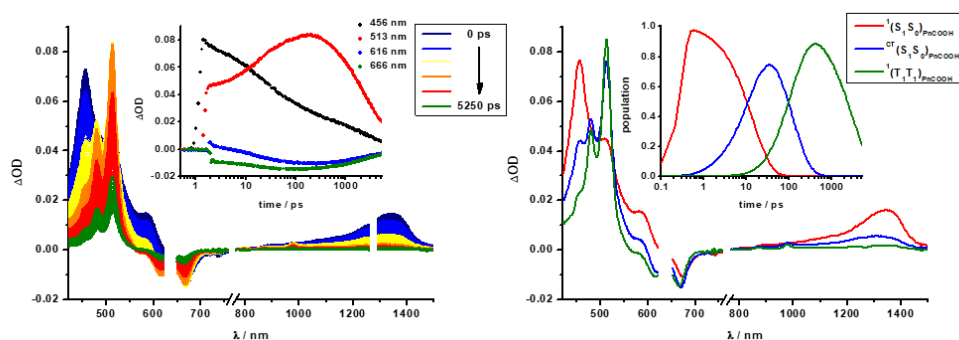 0.08
0.06
0.04
0.02
0.00
-0.02
ΔOD
400 500 600 700 800 1000 1200 1400
λ / nm
0.08
0.06
0.04
0.02
0.00
-0.02
ΔOD
1 10 100 1000
time / ps
456 nm
513 nm
616 nm
666 nm
0 ps
5250 ps
0.08
0.06
0.04
0.02
0.00
-0.02
ΔOD
500 600 700 800 1000 1200 1400
λ / nm
1.0
0.8
0.6
0.4
0.2
0.0
population
0.1 1 10 100 1000
time / ps
¹(S₁S₀)PnCOOH
ᶜᵀ(S₁S₀)PnCOOH
¹(T₁T₁)PnCOOH